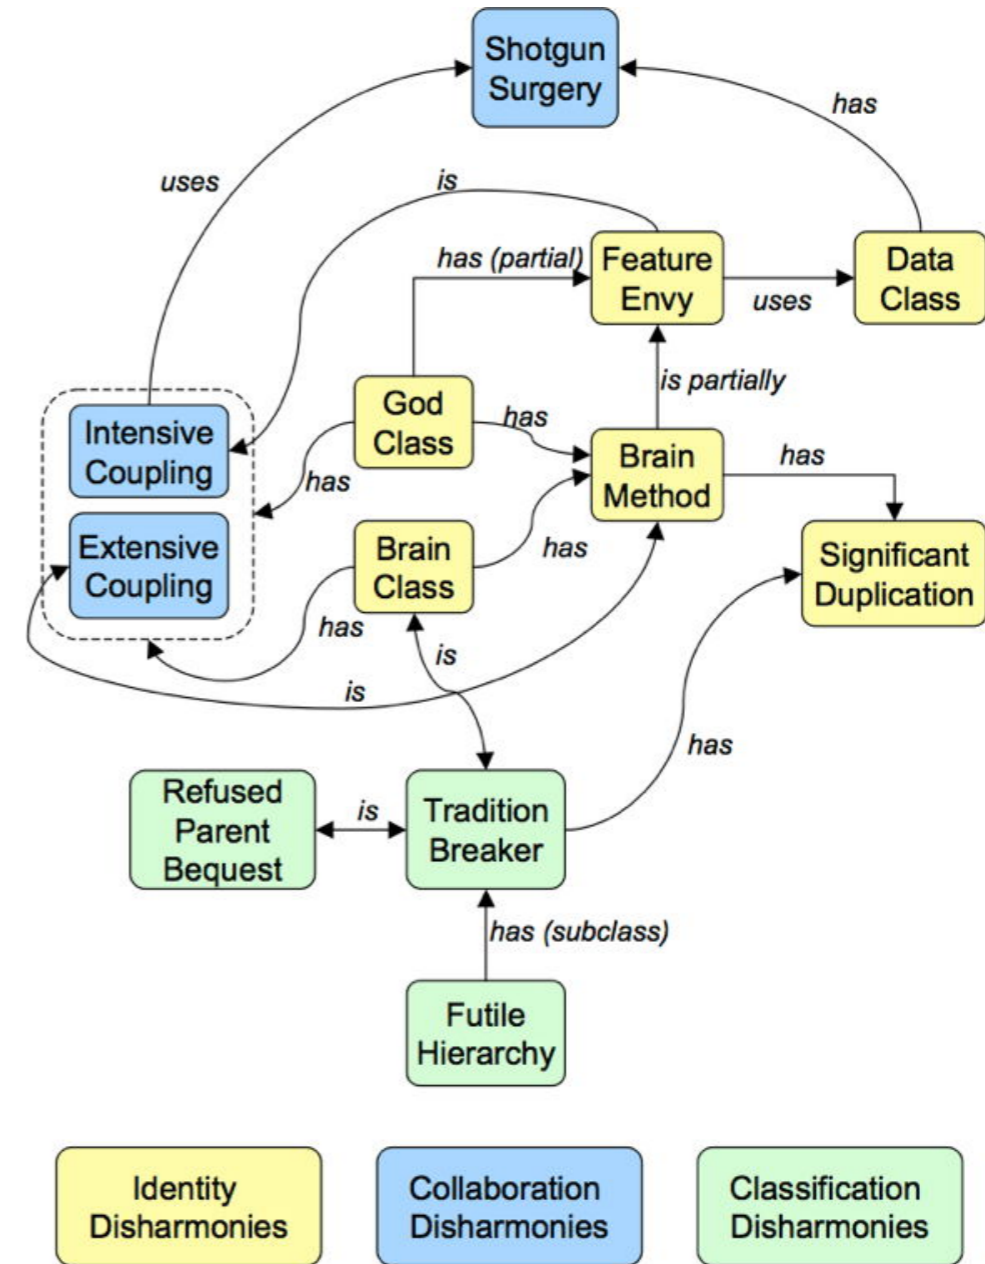 Shotgun
Surgery
has
uses
is
has (partial)
Feature
Envy
uses
Data
Class
is partially
God
Class
has
has
Intensive
Coupling
Brain
Method
has
Extensive
Coupling
Brain
Class
has
has
Significant
Duplication
is
is
has
Refused
Parent
Bequest
is
Tradition
Breaker
has (subclass)
Futile
Hierarchy
Identity
Disharmonies
Collaboration
Disharmonies
Classification
Disharmonies